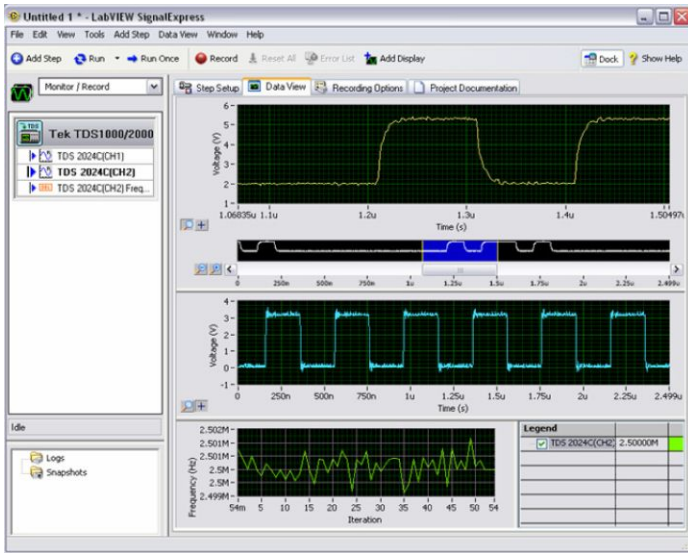 Untitled 1 * - LabVIEW SignalExpress
File Edit View Tools Add Step Data View Window Help
Add Step Run Run Once Record Reset All Error List Add Display Dock Show Help
Monitor / Record
Step Setup Data View Recording Options Project Documentation
Tek TDS1000/2000
TDS 2024C(CH1)
TDS 2024C(CH2)
TDS 2024C(CH2) Freq...
Voltage (V)
6
5
4
3
2
1
1.06835u 1.1u 1.2u 1.3u 1.4u 1.50497u
Time (s)
0 250n 500n 750n 1u 1.25u 1.5u 1.75u 2u 2.25u 2.499u
Voltage (V)
4
3
2
1
0
-1
0 250n 500n 750n 1u 1.25u 1.5u 1.75u 2u 2.25u 2.499u
Time (s)
Idle
Logs
Snapshots
Frequency (Hz)
2.502M
2.501M
2.501M
2.5M
2.5M
2.499M
54m 5 10 15 20 25 30 35 40 45 50 54
Iteration
Legend
TDS 2024C(CH2) 2.50000M